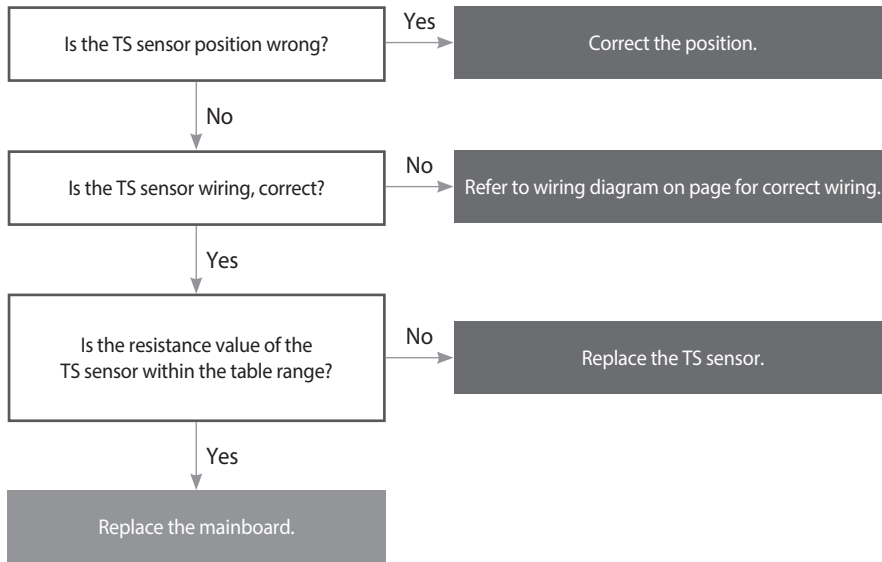 Is the TS sensor position wrong?
Yes
Correct the position.
No
Is the TS sensor wiring, correct?
No
Refer to wiring diagram on page for correct wiring.
Yes
Is the resistance value of the
TS sensor within the table range?
No
Replace the TS sensor.
Yes
Replace the mainboard.